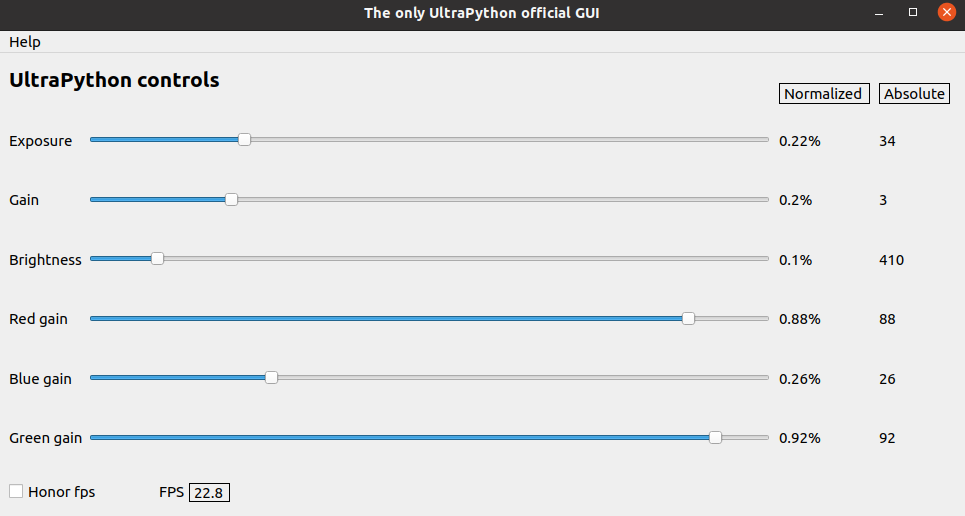 The only UltraPython official GUI
Help
UltraPython controls
Normalized Absolute
Exposure 0.22% 34
Gain 0.2% 3
Brightness 0.1% 410
Red gain 0.88% 88
Blue gain 0.26% 26
Green gain 0.92% 92
Honor fps FPS 22.8